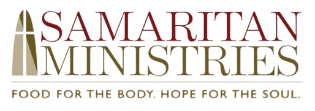 SAMARITAN
MINISTRIES
FOOD FOR THE BODY. HOPE FOR THE SOUL.